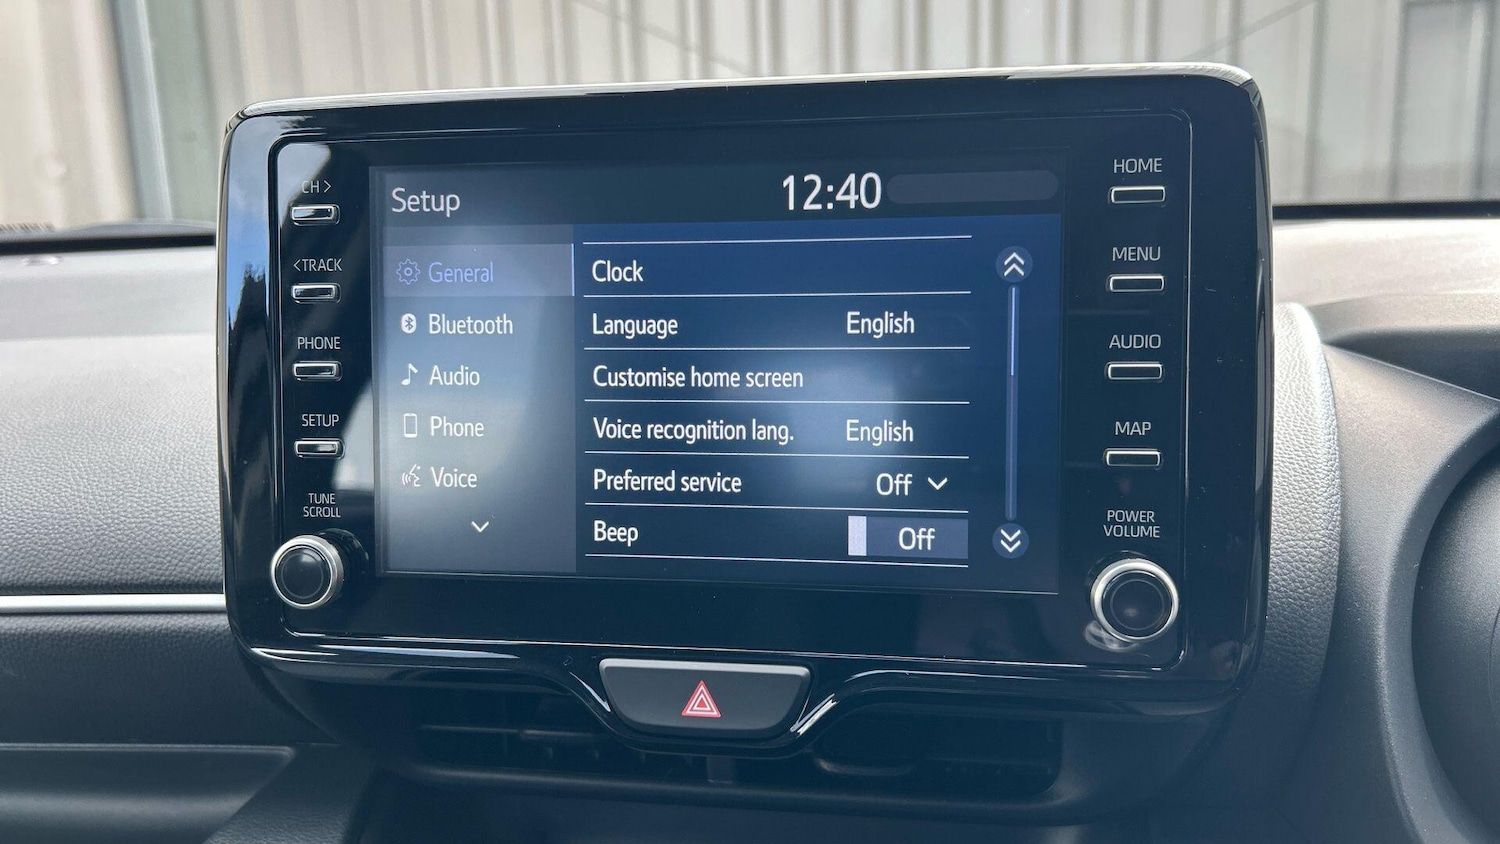 CH >
< TRACK
PHONE
SETUP
TUNE
SCROLL
Setup
12:40
General
Bluetooth
Audio
Phone
Voice
Clock
Language English
Customise home screen
Voice recognition lang. English
Preferred service Off
Beep Off
HOME
MENU
AUDIO
MAP
POWER
VOLUME